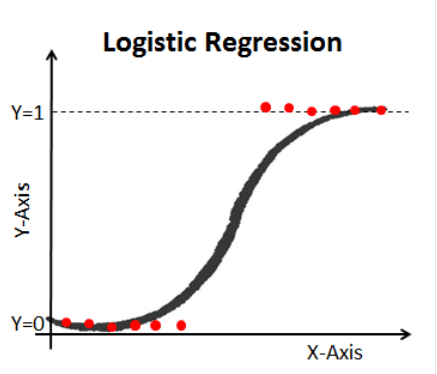 Logistic Regression
Y=1
Y-Axis
Y=0
X-Axis